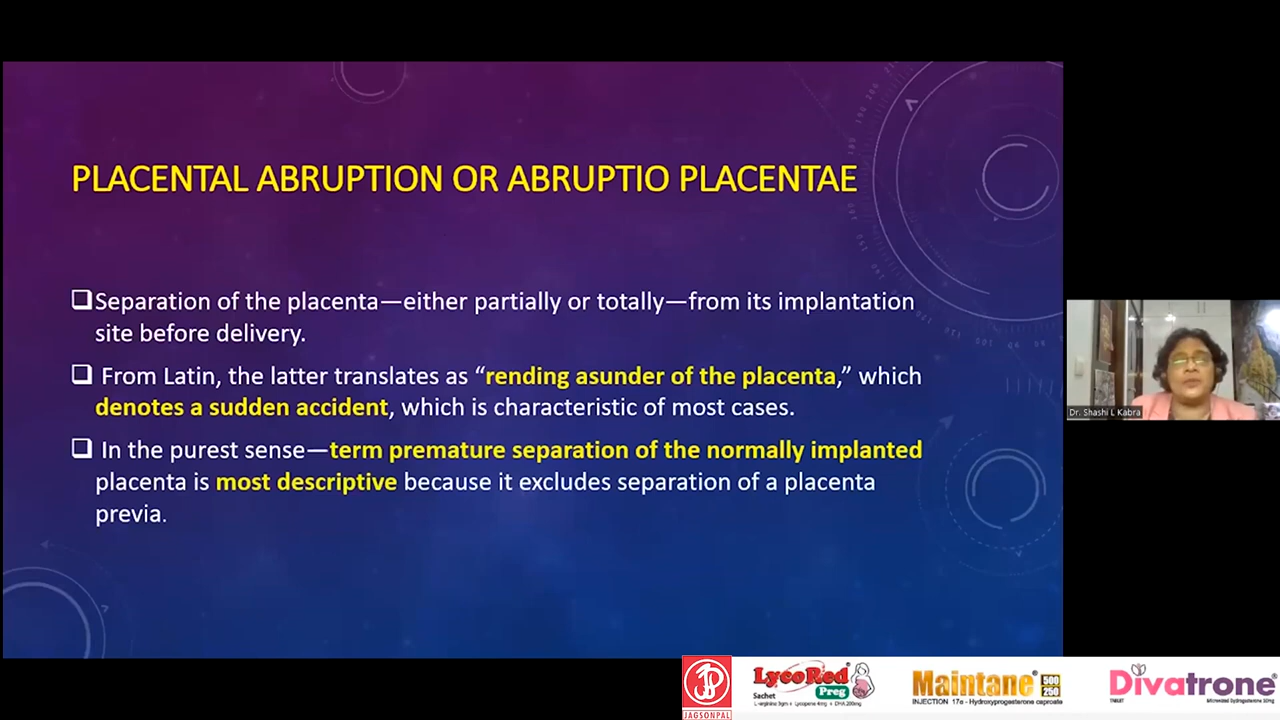 PLACENTAL ABRUPTION OR ABRUPTIO PLACENTAE
Separation of the placenta—either partially or totally—from its implantation
site before delivery.
From Latin, the latter translates as “rending asunder of the placenta,” which
denotes a sudden accident, which is characteristic of most cases.
In the purest sense—term premature separation of the normally implanted
placenta is most descriptive because it excludes separation of a placenta
previa.
Dr. Shashi L Kabra
JAGSONPAL
LycoRed®
Preg
Sachet
L-arginine 3gm + Lycopene 4mg + DHA 200mg
Maintane® 500 250
INJECTION 17α - Hydroxyprogesterone caproate
Divatrone®
TABLET
Micronized Dydrogesterone 10mg